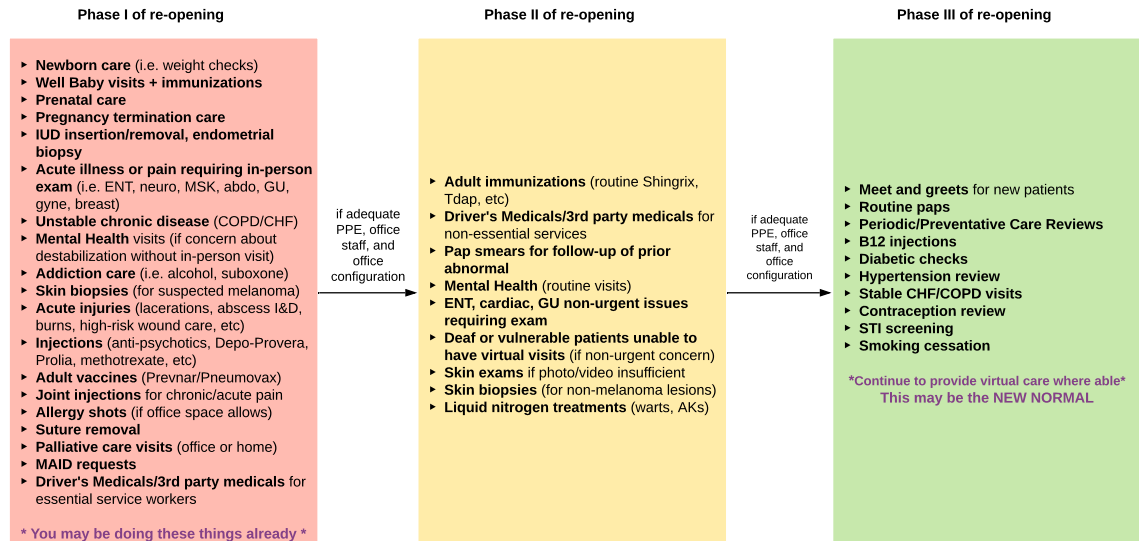 Phase I of re-opening
‣ Newborn care (i.e. weight checks)
‣ Well Baby visits + immunizations
‣ Prenatal care
‣ Pregnancy termination care
‣ IUD insertion/removal, endometrial
biopsy
‣ Acute illness or pain requiring in-person
exam (i.e. ENT, neuro, MSK, abdo, GU,
gyne, breast)
‣ Unstable chronic disease (COPD/CHF)
‣ Mental Health visits (if concern about
destabilization without in-person visit)
‣ Addiction care (i.e. alcohol, suboxone)
‣ Skin biopsies (for suspected melanoma)
‣ Acute injuries (lacerations, abscess I&D,
burns, high-risk wound care, etc)
‣ Injections (anti-psychotics, Depo-Provera,
Prolia, methotrexate, etc)
‣ Adult vaccines (Prevnar/Pneumovax)
‣ Joint injections for chronic/acute pain
‣ Allergy shots (if office space allows)
‣ Suture removal
‣ Palliative care visits (office or home)
‣ MAID requests
‣ Driver's Medicals/3rd party medicals for
essential service workers
* You may be doing these things already *
if adequate
PPE, office
staff, and
office
configuration
Phase II of re-opening
‣ Adult immunizations (routine Shingrix,
Tdap, etc)
‣ Driver's Medicals/3rd party medicals for
non-essential services
‣ Pap smears for follow-up of prior
abnormal
‣ Mental Health (routine visits)
‣ ENT, cardiac, GU non-urgent issues
requiring exam
‣ Deaf or vulnerable patients unable to
have virtual visits (if non-urgent concern)
‣ Skin exams if photo/video insufficient
‣ Skin biopsies (for non-melanoma lesions)
‣ Liquid nitrogen treatments (warts, AKs)
if adequate
PPE, office
staff, and
office
configuration
Phase III of re-opening
‣ Meet and greets for new patients
‣ Routine paps
‣ Periodic/Preventative Care Reviews
‣ B12 injections
‣ Diabetic checks
‣ Hypertension review
‣ Stable CHF/COPD visits
‣ Contraception review
‣ STI screening
‣ Smoking cessation
*Continue to provide virtual care where able*
This may be the NEW NORMAL